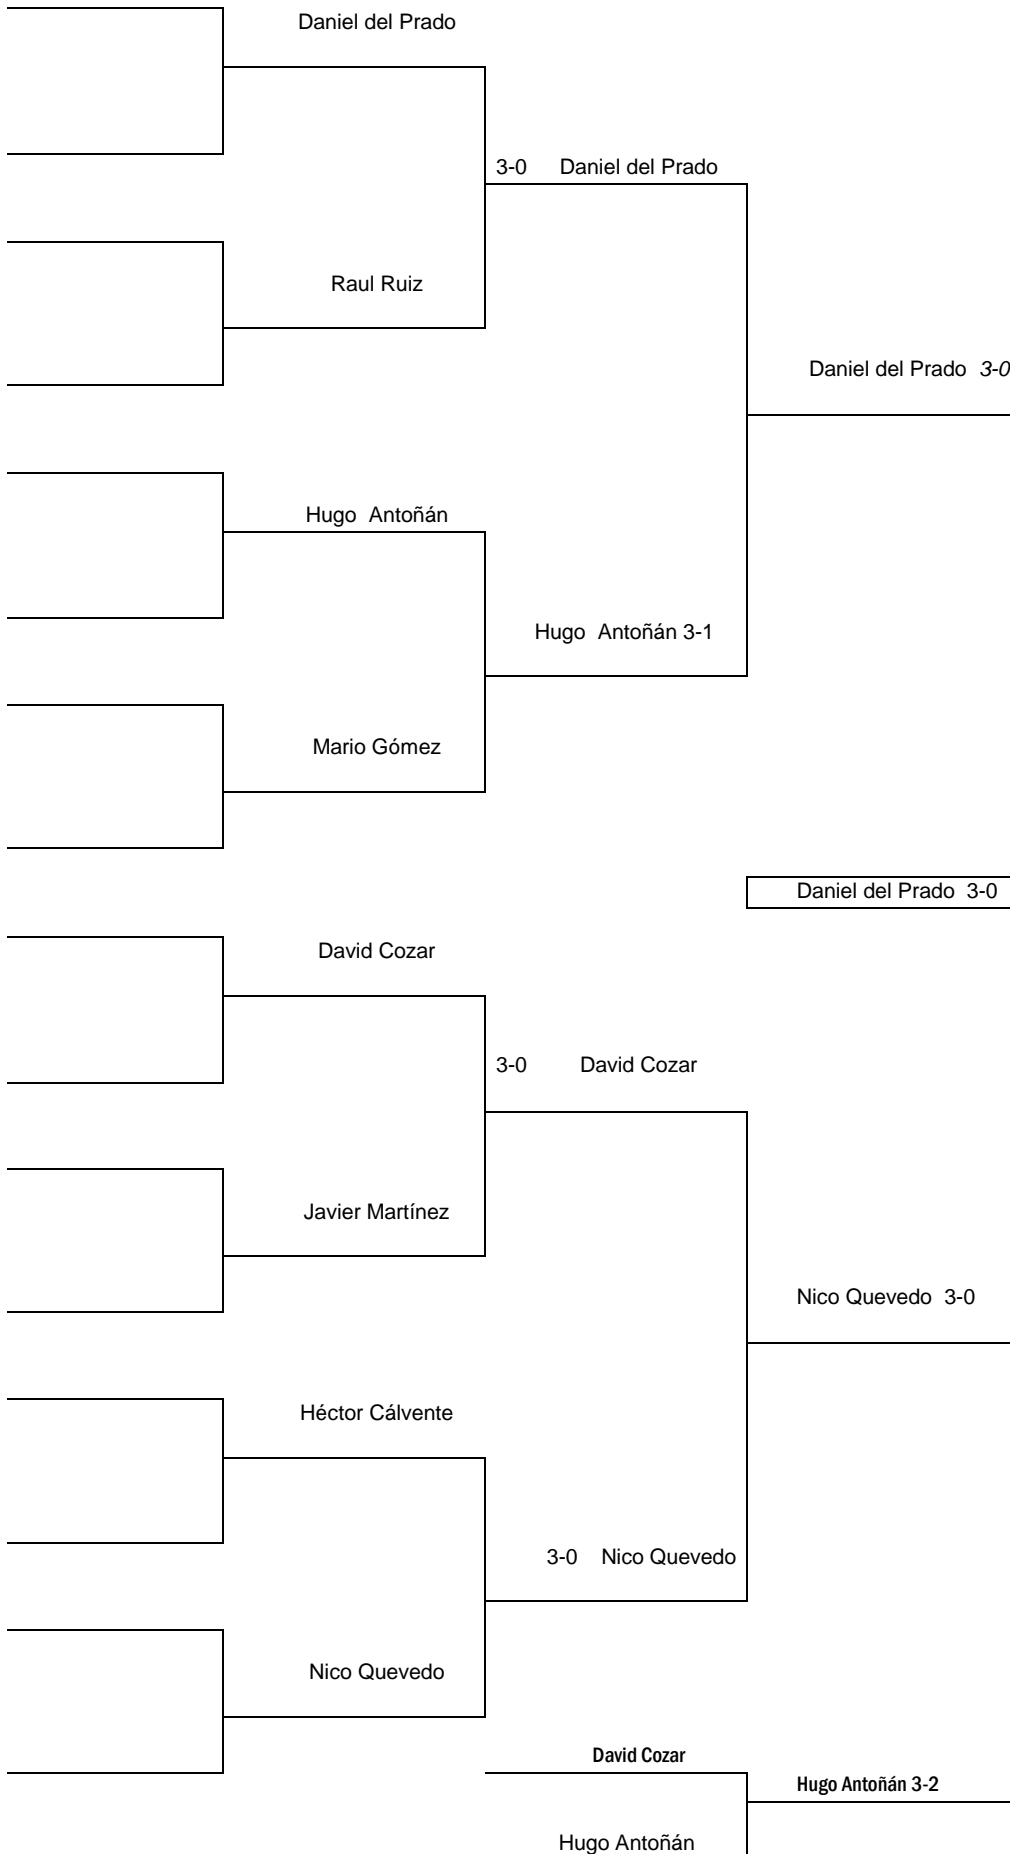 Daniel del Prado
3-0 Daniel del Prado
Raul Ruiz
Daniel del Prado 3-0
Hugo Antoñán
Hugo Antoñán 3-1
Mario Gómez
Daniel del Prado 3-0
David Cozar
3-0 David Cozar
Javier Martínez
Nico Quevedo 3-0
Héctor Cálvente
3-0 Nico Quevedo
Nico Quevedo
David Cozar
Hugo Antoñán 3-2
Hugo Antoñán